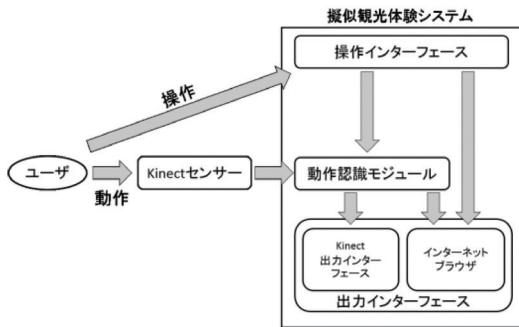 擬似観光体験システム
操作インターフェース
操作
ユーザ
動作
Kinectセンサー
動作認識モジュール
Kinect
出力インター
フェース
インターネット
ブラウザ
出力インターフェース